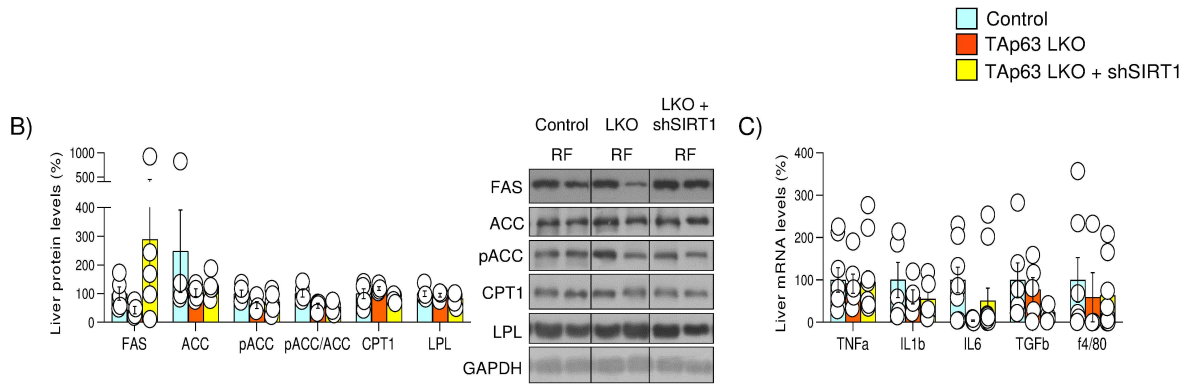 Control
TAp63 LKO
TAp63 LKO + shSIRT1
B)
Liver protein levels (%)
1000
500
400
300
200
100
0
FAS ACC pACC pACC/ACC CPT1 LPL
LKO +
Control LKO shSIRT1
RF RF RF
FAS
ACC
pACC
CPT1
LPL
GAPDH
C)
Liver mRNA levels (%)
400
300
200
100
0
TNFa IL1b IL6 TGFb f4/80